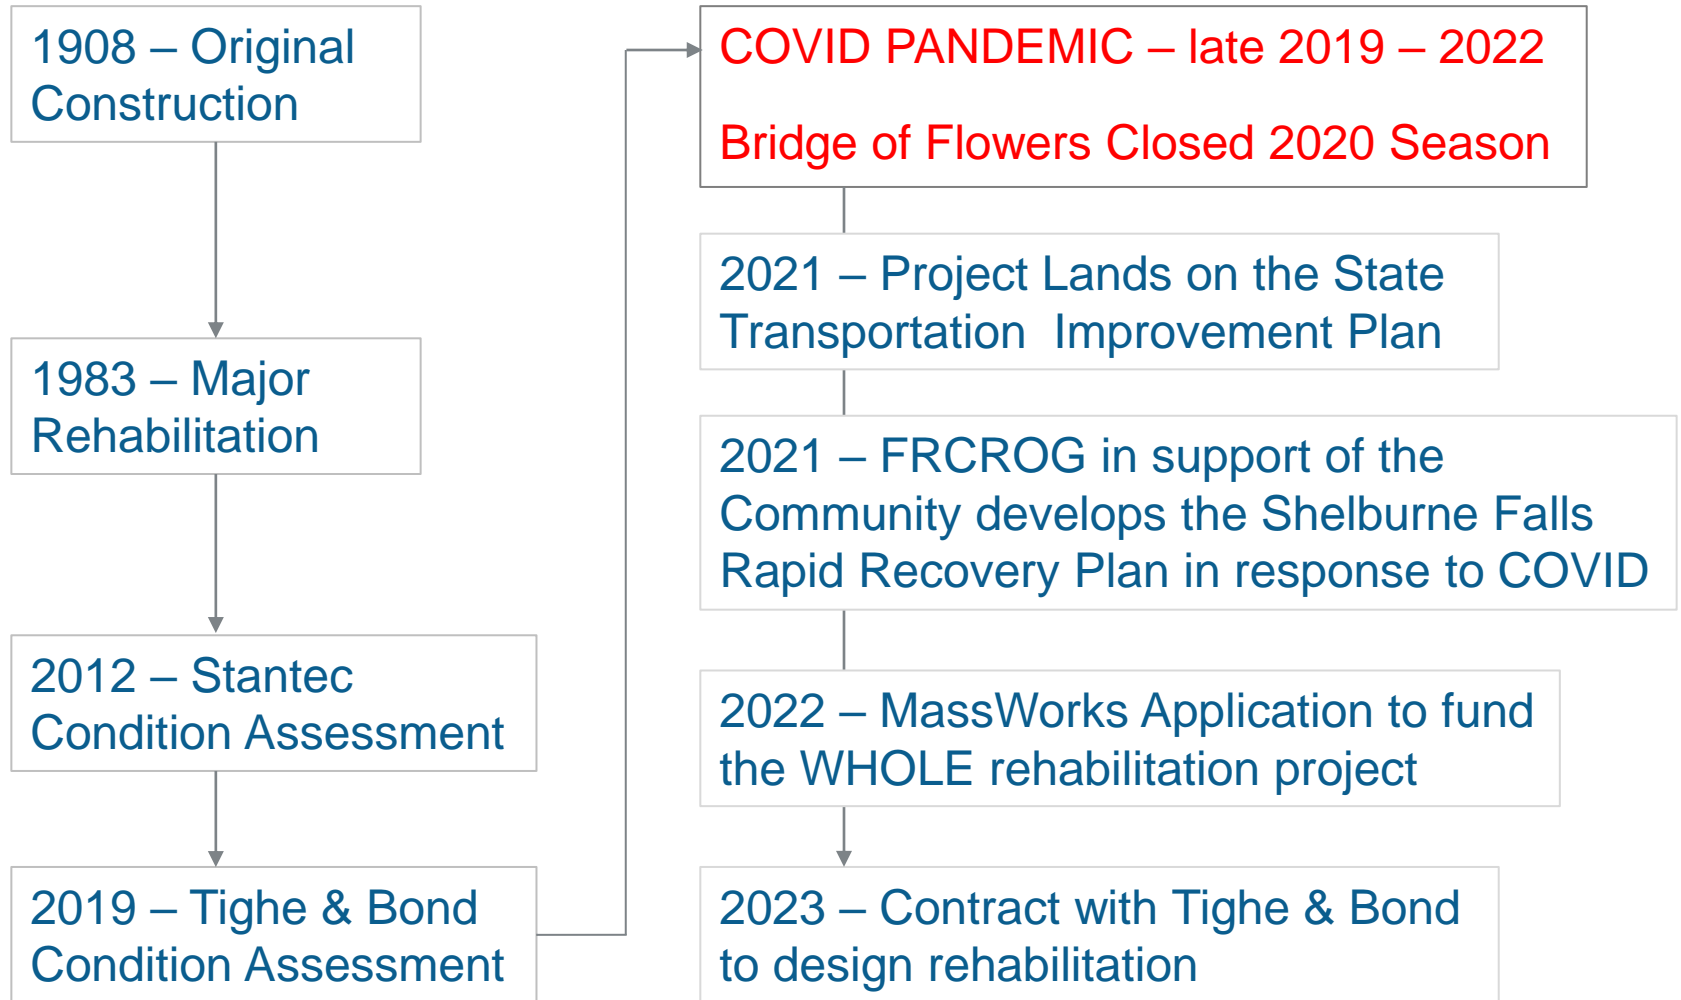 1908 – Original
Construction
1983 – Major
Rehabilitation
2012 – Stantec
Condition Assessment
2019 – Tighe & Bond
Condition Assessment
COVID PANDEMIC – late 2019 – 2022
Bridge of Flowers Closed 2020 Season
2021 – Project Lands on the State
Transportation  Improvement Plan
2021 – FRCROG in support of the
Community develops the Shelburne Falls
Rapid Recovery Plan in response to COVID
2022 – MassWorks Application to fund
the WHOLE rehabilitation project
2023 – Contract with Tighe & Bond
to design rehabilitation